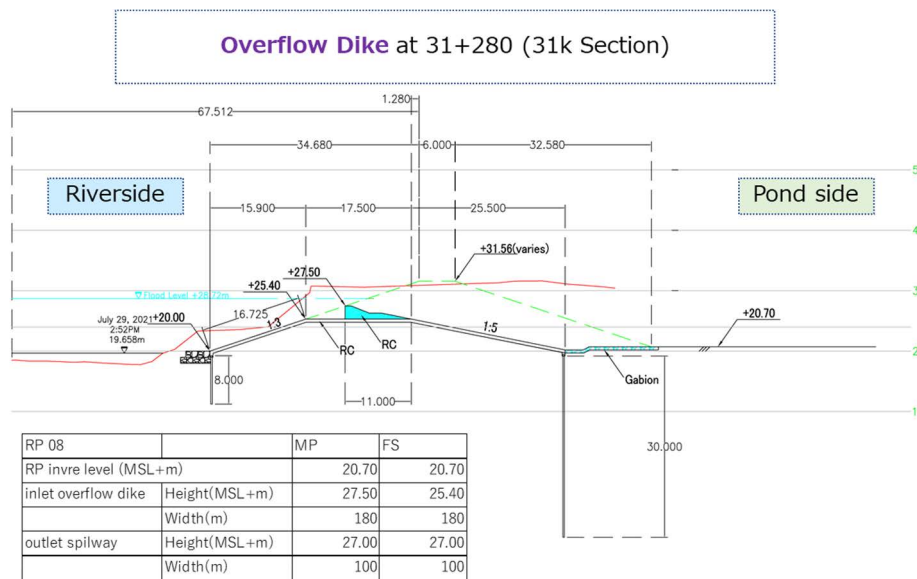 Overflow Dike at 31+280 (31k Section)
1.280
67.512
34.680
6.000
32.580
Riverside
Pond side
15.900
17.500
25.500
+31.56(varies)
+27.50
+25.40
Flood Level +28.72m
July 29, 2021
+20.00
2:52PM
19.658m
16.725
1:3
RC
RC
1:5
+20.70
8.000
11.000
Gabion
30.000
5
4
3
2
1
RP 08 MP FS
RP invre level (MSL+m) 20.70 20.70
inlet overflow dike Height(MSL+m) 27.50 25.40
Width(m) 180 180
outlet spilway Height(MSL+m) 27.00 27.00
Width(m) 100 100